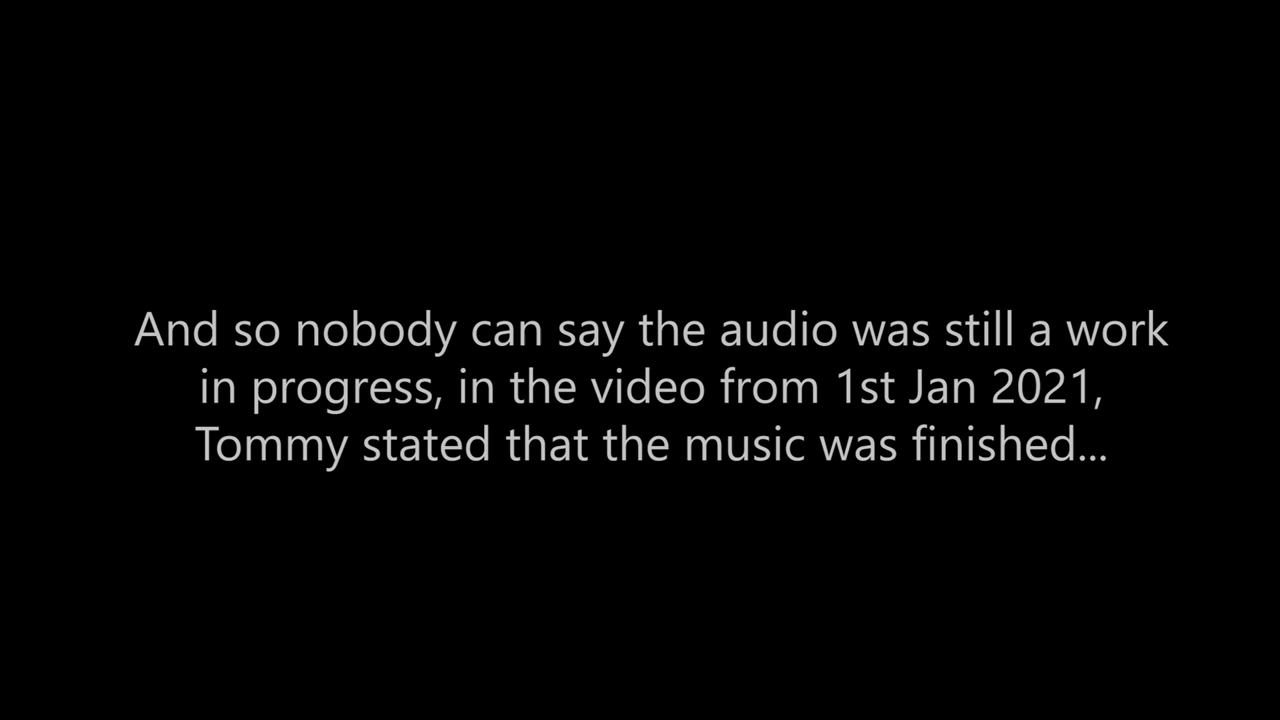 And so nobody can say the audio was still a work
in progress, in the video from 1st Jan 2021,
Tommy stated that the music was finished...